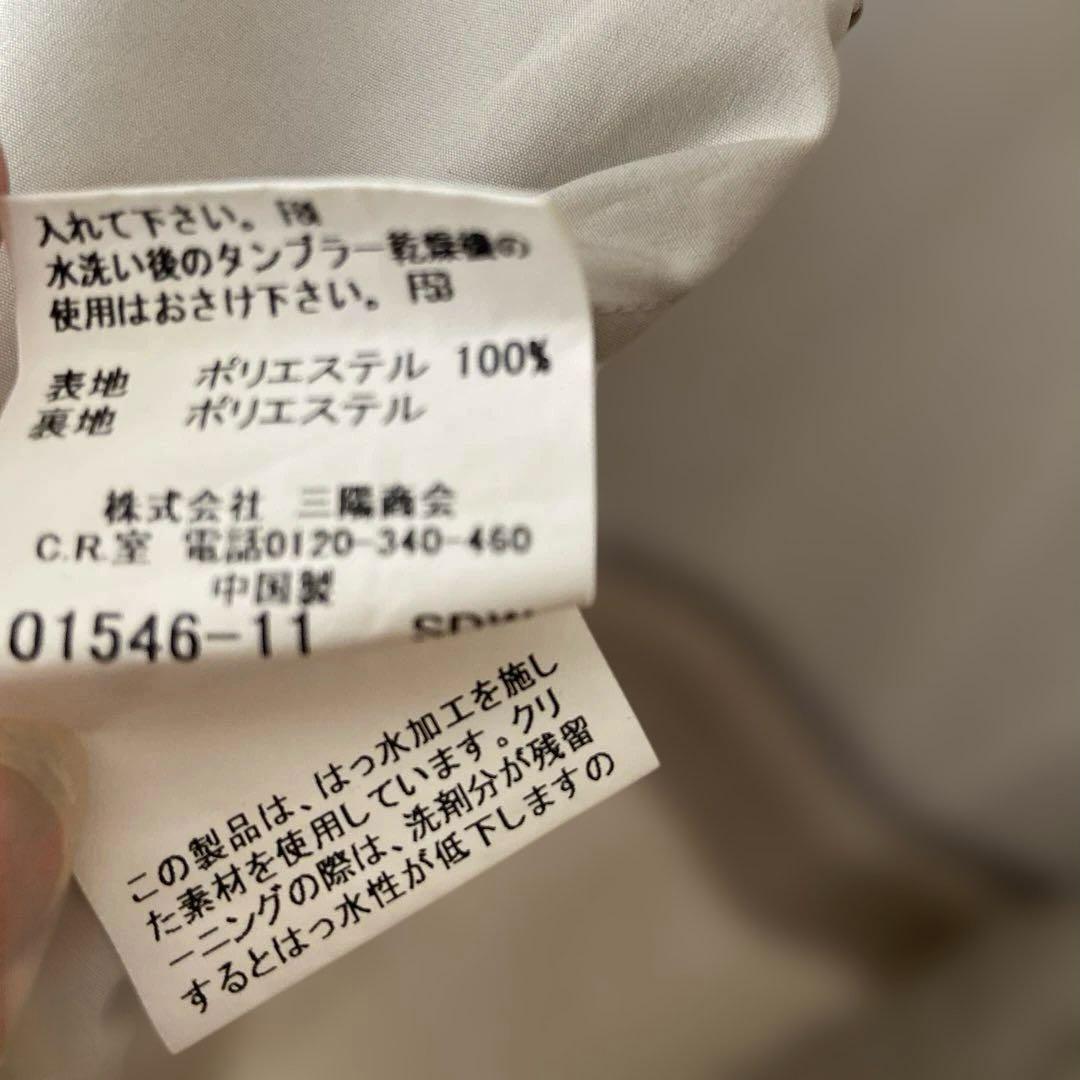 入れて下さい。
水洗い後のタンブラー乾燥機の
使用はおさけ下さい。 F53
表地 ポリエステル 100%
裏地 ポリエステル
株式会社 三陽商会
C.R.室 電話0120-340-460
中国製
01546-11
この製品は、はっ水加工を施し
た素材を使用しています。クリ
ーニングの際は、洗剤分が残留
するとはっ水性が低下しますの